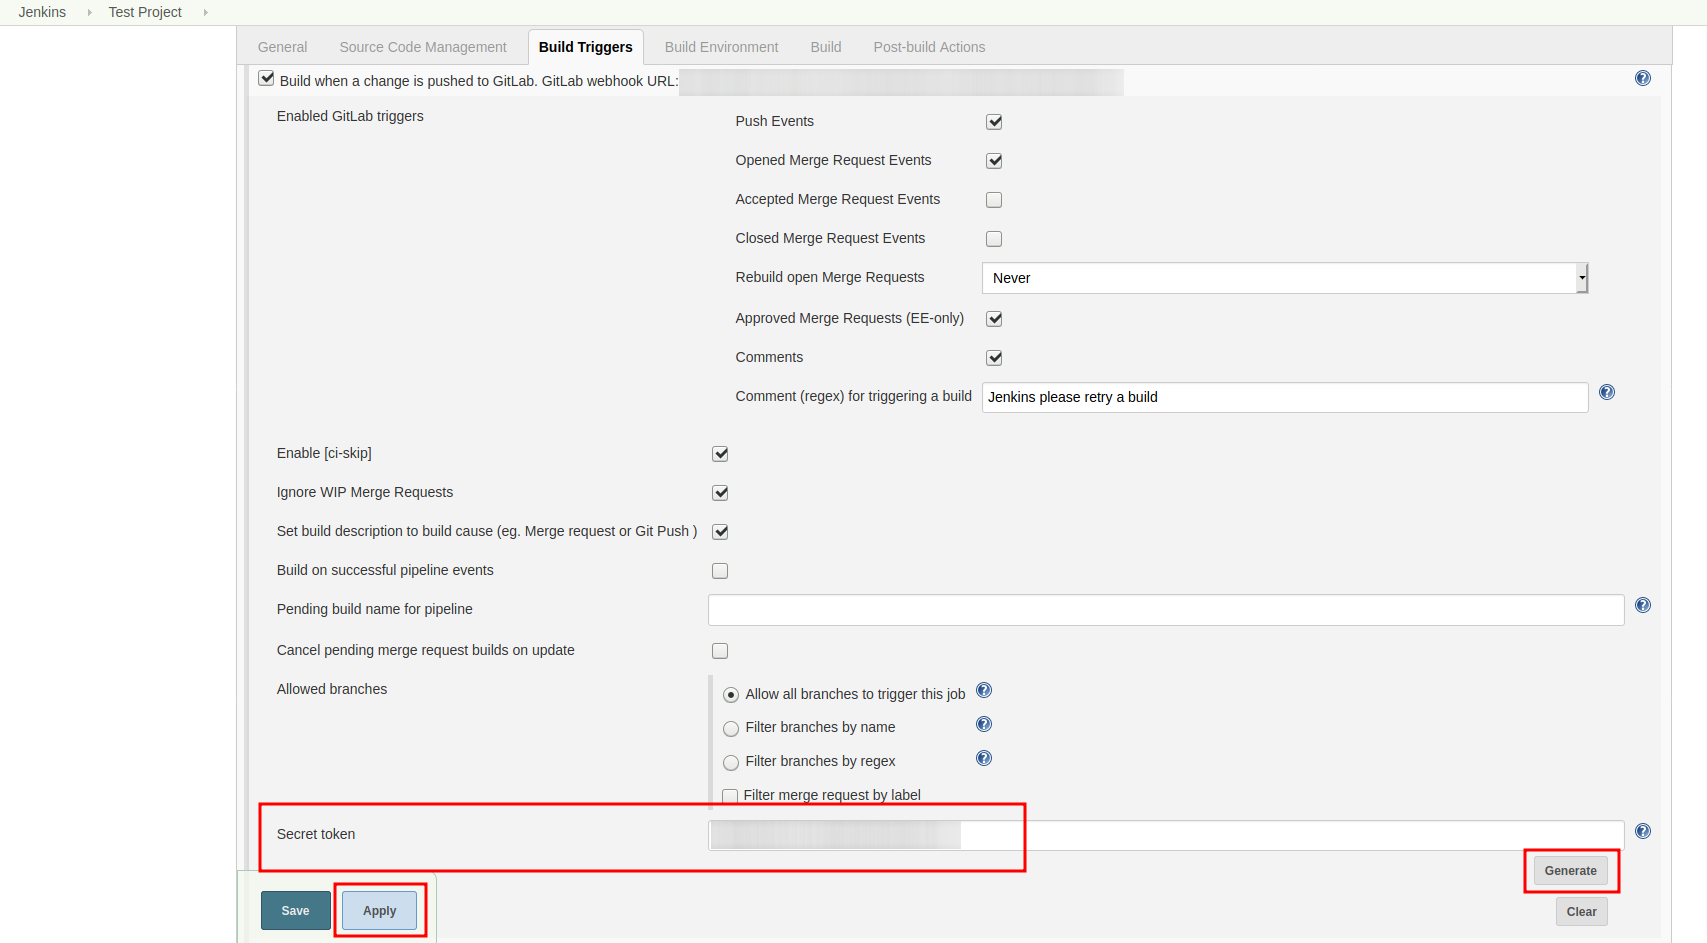 Jenkins Test Project
General Source Code Management Build Triggers Build Environment Build Post-build Actions
Build when a change is pushed to GitLab. GitLab webhook URL:
Enabled GitLab triggers
Push Events
Opened Merge Request Events
Accepted Merge Request Events
Closed Merge Request Events
Rebuild open Merge Requests Never
Approved Merge Requests (EE-only)
Comments
Comment (regex) for triggering a build Jenkins please retry a build
Enable [ci-skip]
Ignore WIP Merge Requests
Set build description to build cause (eg. Merge request or Git Push )
Build on successful pipeline events
Pending build name for pipeline
Cancel pending merge request builds on update
Allowed branches
Allow all branches to trigger this job
Filter branches by name
Filter branches by regex
Filter merge request by label
Secret token
Generate
Save Apply Clear